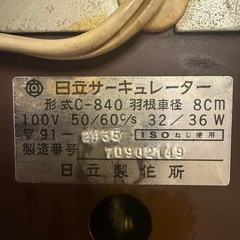 日立サーキュレーター
形式C-840 羽根車径 8cm
100V 50/60c/s 32/36W
▽91-2435 ISOねじ使用
製造番号 70902149
日立製作所